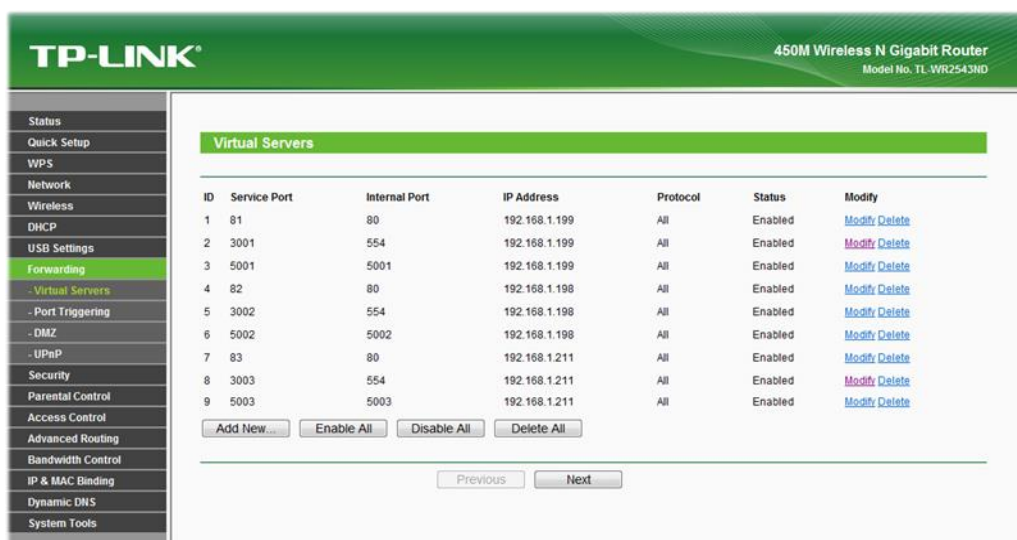 TP-LINK®
450M Wireless N Gigabit Router
Model No. TL-WR2543ND
Status
Quick Setup
WPS
Network
Wireless
DHCP
USB Settings
Forwarding
- Virtual Servers
- Port Triggering
- DMZ
- UPnP
Security
Parental Control
Access Control
Advanced Routing
Bandwidth Control
IP & MAC Binding
Dynamic DNS
System Tools
Virtual Servers
ID Service Port Internal Port IP Address Protocol Status Modify
1 81 80 192.168.1.199 All Enabled Modify Delete
2 3001 554 192.168.1.199 All Enabled Modify Delete
3 5001 5001 192.168.1.199 All Enabled Modify Delete
4 82 80 192.168.1.198 All Enabled Modify Delete
5 3002 554 192.168.1.198 All Enabled Modify Delete
6 5002 5002 192.168.1.198 All Enabled Modify Delete
7 83 80 192.168.1.211 All Enabled Modify Delete
8 3003 554 192.168.1.211 All Enabled Modify Delete
9 5003 5003 192.168.1.211 All Enabled Modify Delete
Add New... Enable All Disable All Delete All
Previous Next